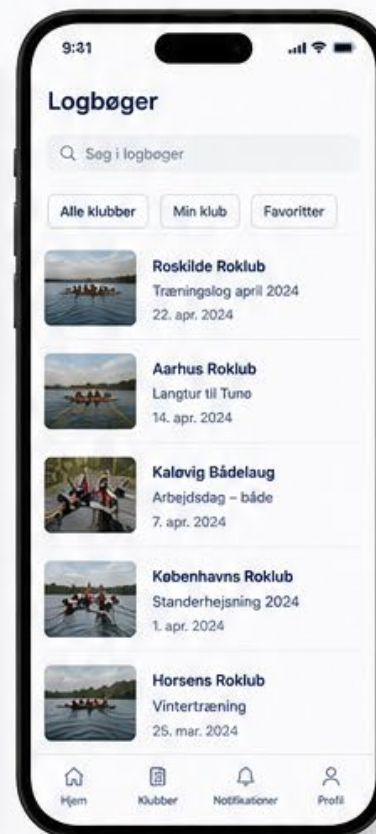 9:31
Logbøger
Søg i logbøger
Alle klubber Min klub Favoritter
Roskilde Roklub
Træningslog april 2024
22. apr. 2024
Aarhus Roklub
Langtur til Tunø
14. apr. 2024
Kaløvig Bådelaug
Arbejdsdag – både
7. apr. 2024
Københavns Roklub
Standerhejsning 2024
1. apr. 2024
Horsens Roklub
Vintertræning
25. mar. 2024
Hjem Klubber Notifikationer Profil